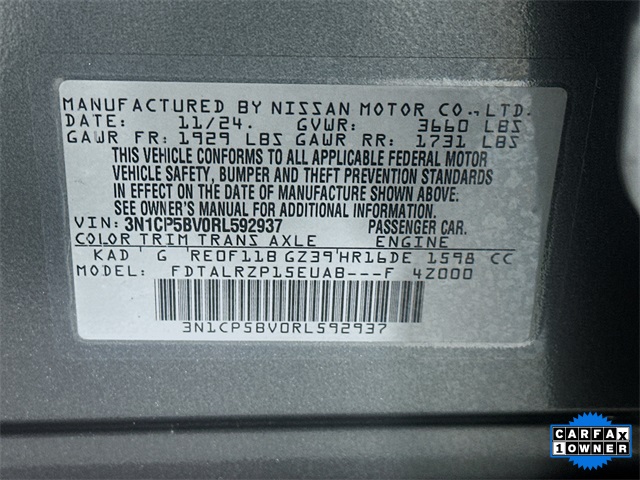 MANUFACTURED BY NISSAN MOTOR CO., LTD.
DATE: 11/24. GVWR: 3660 LBS
GAWR FR: 1929 LBS GAWR RR: 1731 LBS
THIS VEHICLE CONFORMS TO ALL APPLICABLE FEDERAL MOTOR
VEHICLE SAFETY, BUMPER AND THEFT PREVENTION STANDARDS
IN EFFECT ON THE DATE OF MANUFACTURE SHOWN ABOVE.
SEE OWNER'S MANUAL FOR ADDITIONAL INFORMATION.
VIN: 3N1CP5BV0RL592937 PASSENGER CAR.
COLOR TRIM TRANS AXLE ENGINE
KAD G RE0F11B GZ39 HR16DE 1598 CC
MODEL: FDTALRZP15EUAB---F 4Z000
3N1CP5BV0RL592937
CARFAX
1 OWNER